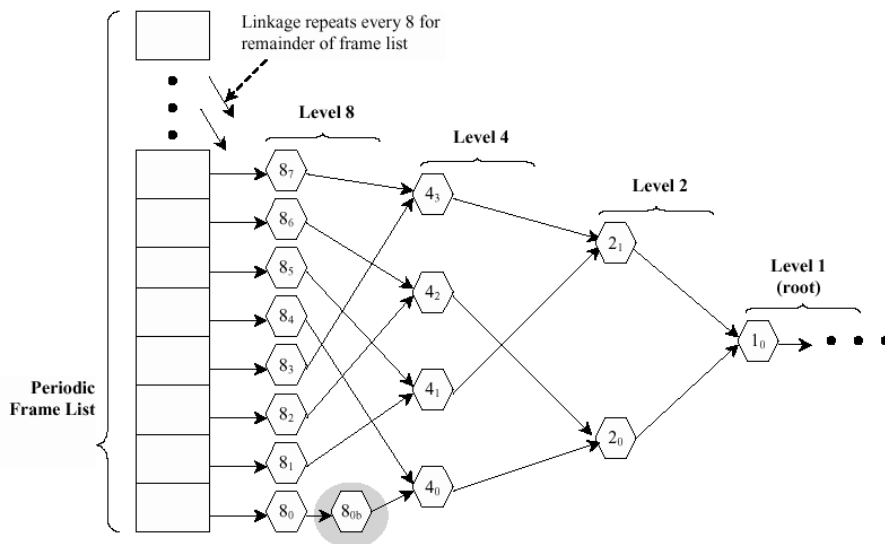 Linkage repeats every 8 for
remainder of frame list
Level 8
Level 4
Level 2
Level 1
(root)
Periodic
Frame List
8₇
8₆
8₅
8₄
8₃
8₂
8₁
8₀
8₀b
4₃
4₂
4₁
4₀
2₁
2₀
1₀